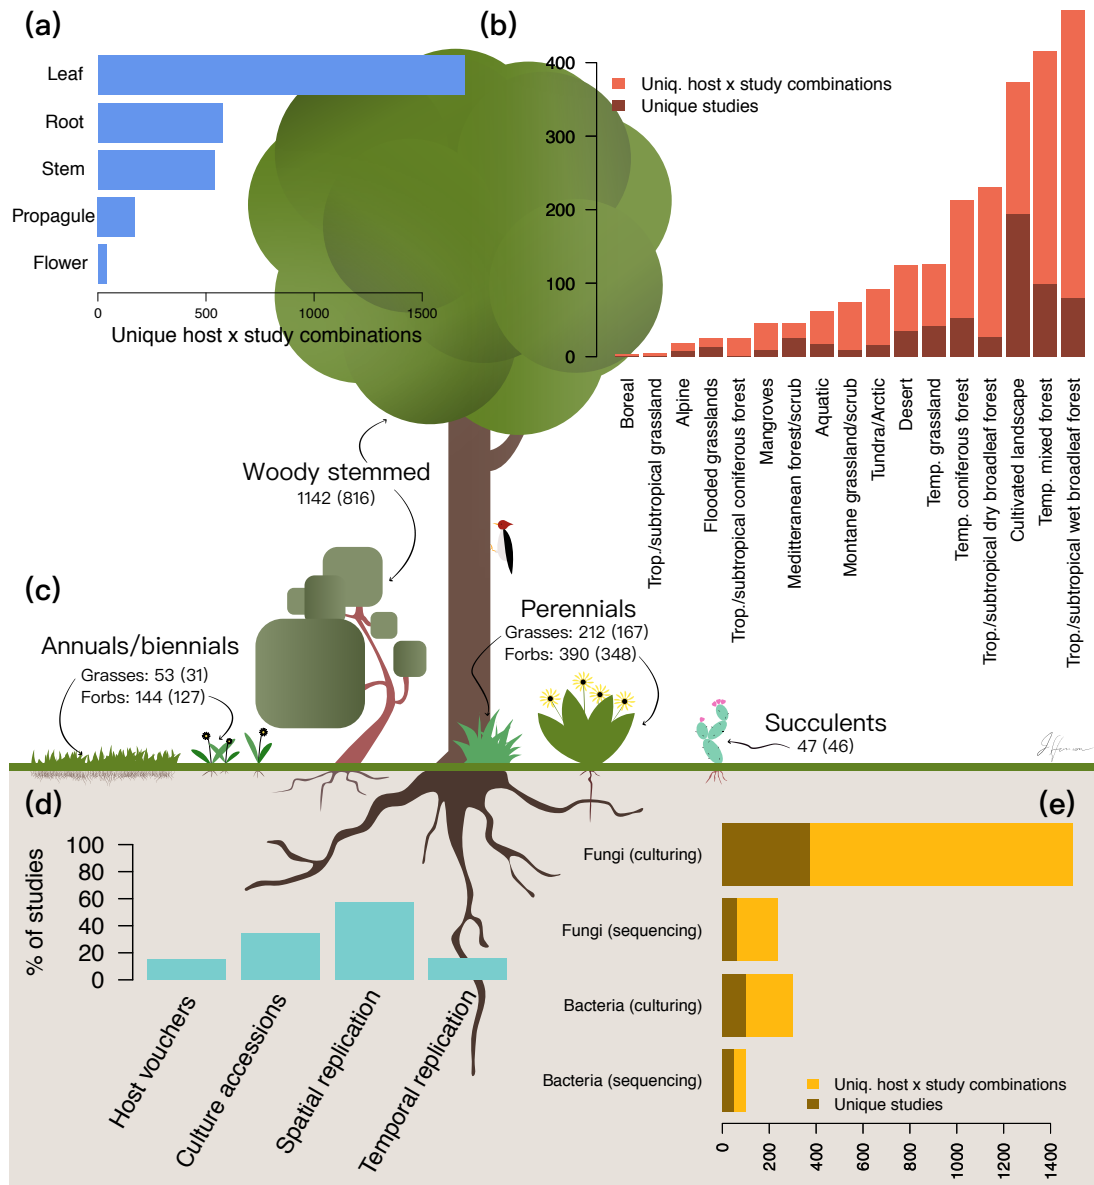 (a)
Leaf
Root
Stem
Propagule
Flower
0 500 1000 1500
Unique host x study combinations
(b)
400
300
200
100
0
Uniq. host x study combinations
Unique studies
Boreal
Trop./subtropical grassland
Alpine
Flooded grasslands
Trop./subtropical coniferous forest
Mangroves
Meditteranean forest/scrub
Aquatic
Montane grassland/scrub
Tundra/Arctic
Desert
Temp. grassland
Temp. coniferous forest
Trop./subtropical dry broadleaf forest
Cultivated landscape
Temp. mixed forest
Trop./subtropical wet broadleaf forest
(c)
Woody stemmed
1142 (816)
Annuals/biennials
Grasses: 53 (31)
Forbs: 144 (127)
Perennials
Grasses: 212 (167)
Forbs: 390 (348)
Succulents
47 (46)
(d)
% of studies
100
80
60
40
20
0
Host vouchers
Culture accessions
Spatial replication
Temporal replication
(e)
Fungi (culturing)
Fungi (sequencing)
Bacteria (culturing)
Bacteria (sequencing)
Uniq. host x study combinations
Unique studies
0 200 400 600 800 1000 1200 1400